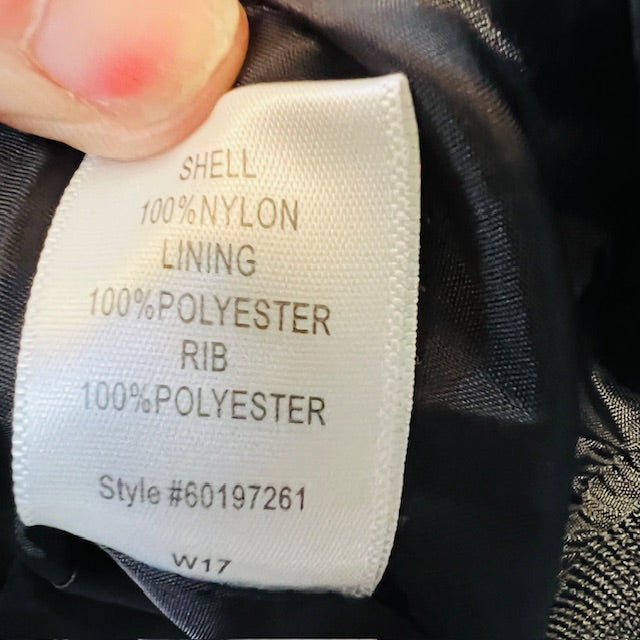 SHELL
100%NYLON
LINING
100%POLYESTER
RIB
100%POLYESTER
Style #60197261
W17